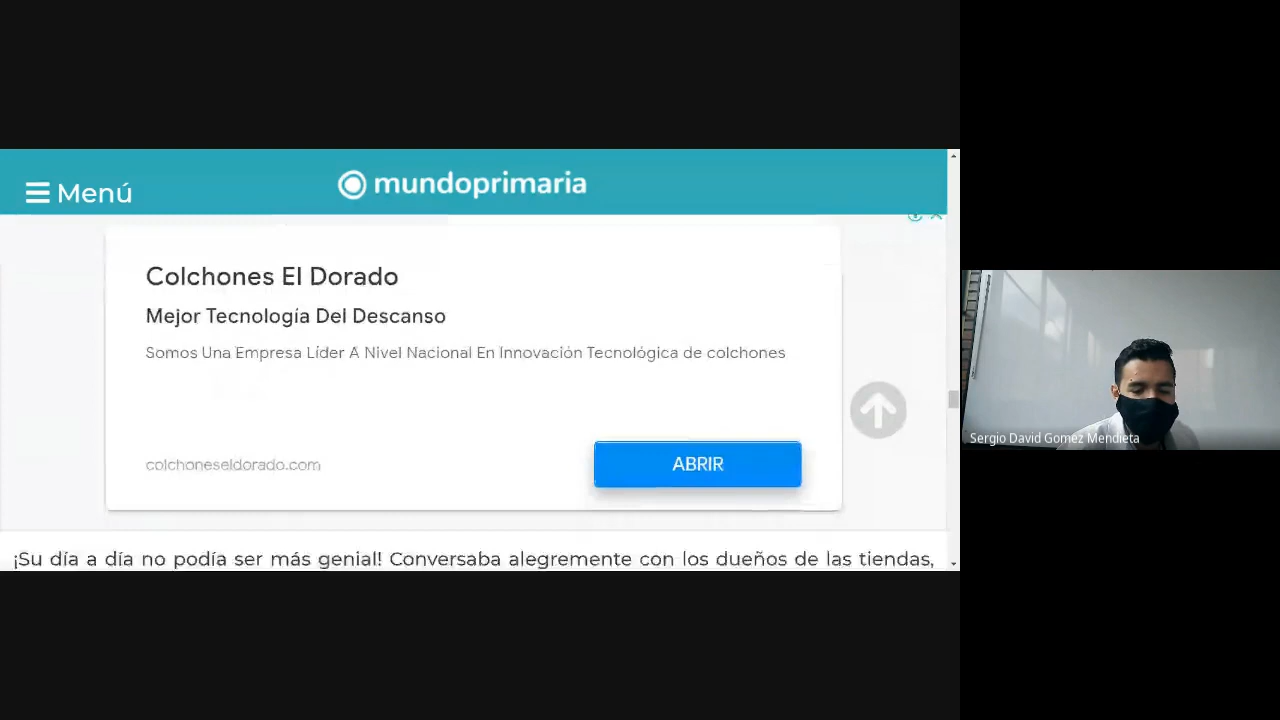 Menú
mundoprimaria
Colchones El Dorado
Mejor Tecnología Del Descanso
Somos Una Empresa Líder A Nivel Nacional En Innovación Tecnológica de colchones
colchoneseldorado.com
ABRIR
¡Su día a día no podía ser más genial! Conversaba alegremente con los dueños de las tiendas,
Sergio David Gomez Mendieta